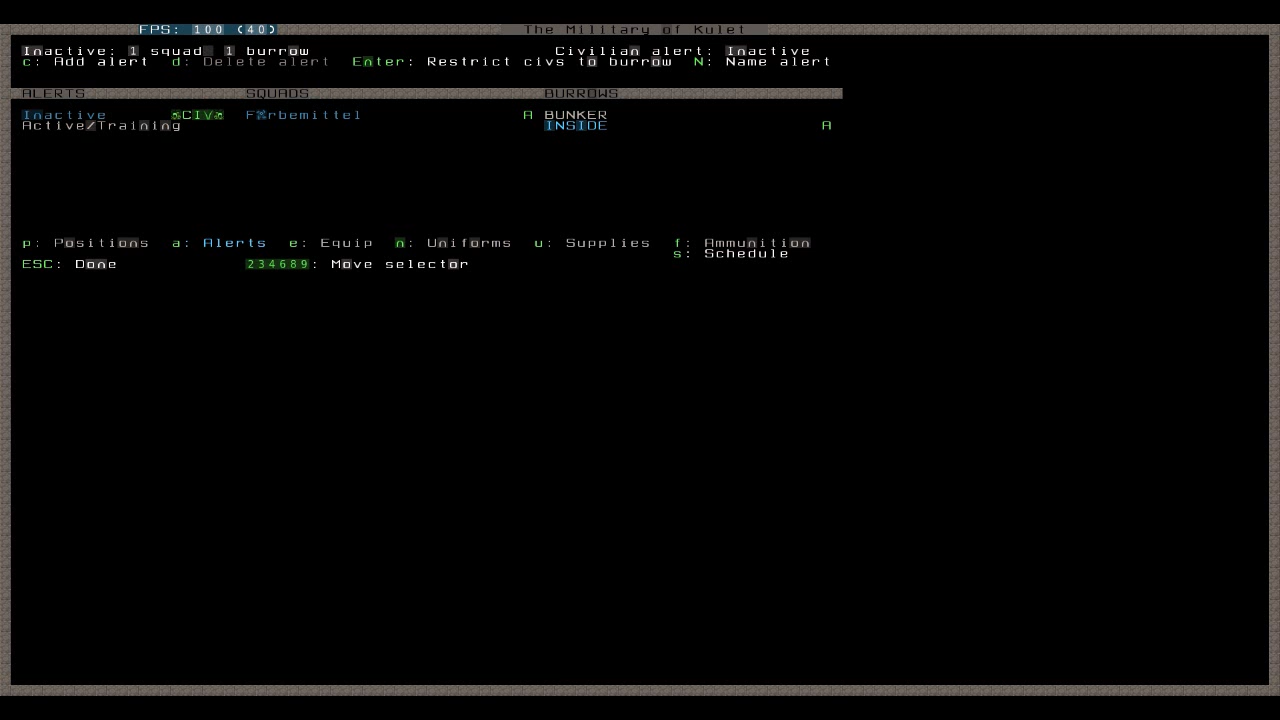 FPS: 100 (40) The Military of Kulet
Inactive: 1 squad 1 burrow Civilian alert: Inactive
c: Add alert d: Delete alert Enter: Restrict civs to burrow N: Name alert
ALERTS SQUADS BURROWS
Inactive CIV A BUNKER
Active/Training INSIDE A
p: Positions a: Alerts e: Equip n: Uniforms u: Supplies f: Ammunition
s: Schedule
ESC: Done 234689: Move selector